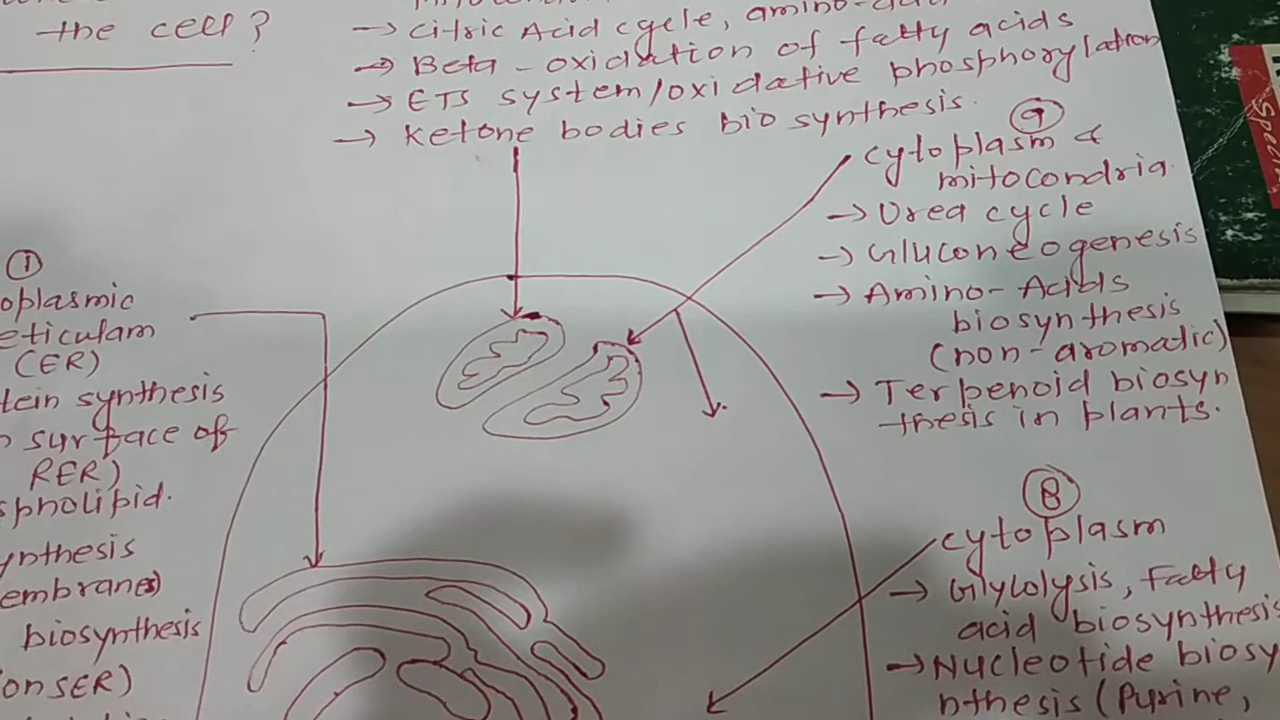 the cell?
→ Citric Acid cycle, amino-acid
→ Beta-oxidation of fatty acids
→ ETS system/oxidative phosphorylation
→ Ketone bodies biosynthesis.
9
cytoplasm &
mitocondria.
→ Urea cycle
→ Gluconeogenesis
→ Amino-Acids
biosynthesis
(non-aromatic)
→ Terpenoid biosyn
thesis in plants.
1
oplasmic
eticulam
(ER)
tein synthesis
surface of
RER)
spholipid.
ynthesis
embranes)
biosynthesis
on SER)
8
cytoplasm
→ Glycolysis, Fatty
acid biosynthesis
→ Nucleotide biosy
nthesis (Purine,